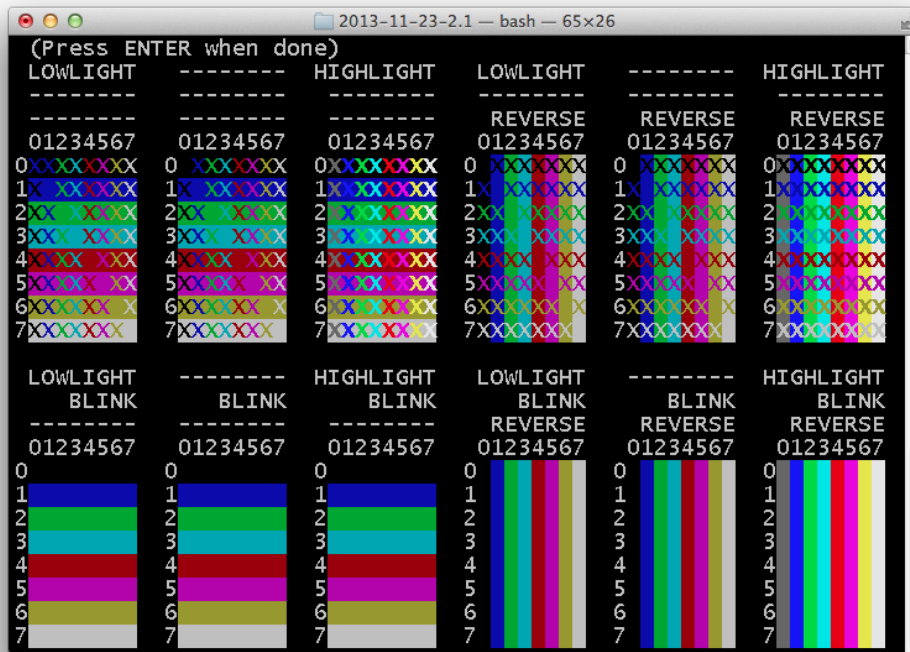 2013-11-23-2.1 — bash — 65×26
(Press ENTER when done)
LOWLIGHT -------- HIGHLIGHT LOWLIGHT -------- HIGHLIGHT
-------- -------- -------- -------- -------- --------
-------- -------- -------- REVERSE REVERSE REVERSE
01234567 01234567 01234567 01234567 01234567 01234567
0 XXXXXXX 0 XXXXXXX 0XXXXXXXX 0 XXXXXXX 0 XXXXXXX 0XXXXXXXX
1X XXXXXX 1X XXXXXX 1XXXXXXXX 1X XXXXXX 1X XXXXXX 1XXXXXXXX
2XX XXXXX 2XX XXXXX 2XXXXXXXX 2XX XXXXX 2XX XXXXX 2XXXXXXXX
3XXX XXXX 3XXX XXXX 3XXXXXXXX 3XXX XXXX 3XXX XXXX 3XXXXXXXX
4XXXX XXX 4XXXX XXX 4XXXXXXXX 4XXXX XXX 4XXXX XXX 4XXXXXXXX
5XXXXX XX 5XXXXX XX 5XXXXXXXX 5XXXXX XX 5XXXXX XX 5XXXXXXXX
6XXXXXX X 6XXXXXX X 6XXXXXXXX 6XXXXXX X 6XXXXXX X 6XXXXXXXX
7XXXXXXX 7XXXXXXX 7XXXXXXXX 7XXXXXXX 7XXXXXXX 7XXXXXXXX
LOWLIGHT -------- HIGHLIGHT LOWLIGHT -------- HIGHLIGHT
BLINK BLINK BLINK BLINK BLINK BLINK
-------- -------- -------- REVERSE REVERSE REVERSE
01234567 01234567 01234567 01234567 01234567 01234567
0 0 0 0 0 0
1 1 1 1 1 1
2 2 2 2 2 2
3 3 3 3 3 3
4 4 4 4 4 4
5 5 5 5 5 5
6 6 6 6 6 6
7 7 7 7 7 7